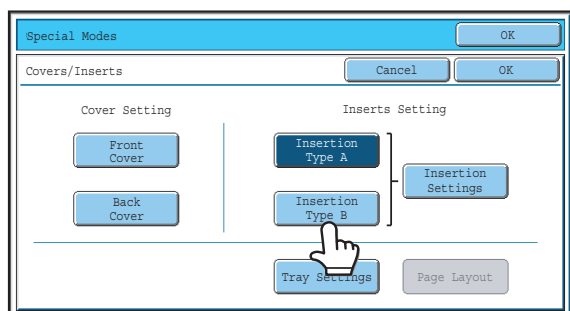 Special Modes
OK
Covers/Inserts
Cancel
OK
Cover Setting
Inserts Setting
Front
Cover
Insertion
Type A
Insertion
Settings
Back
Cover
Insertion
Type B
Tray Settings
Page Layout